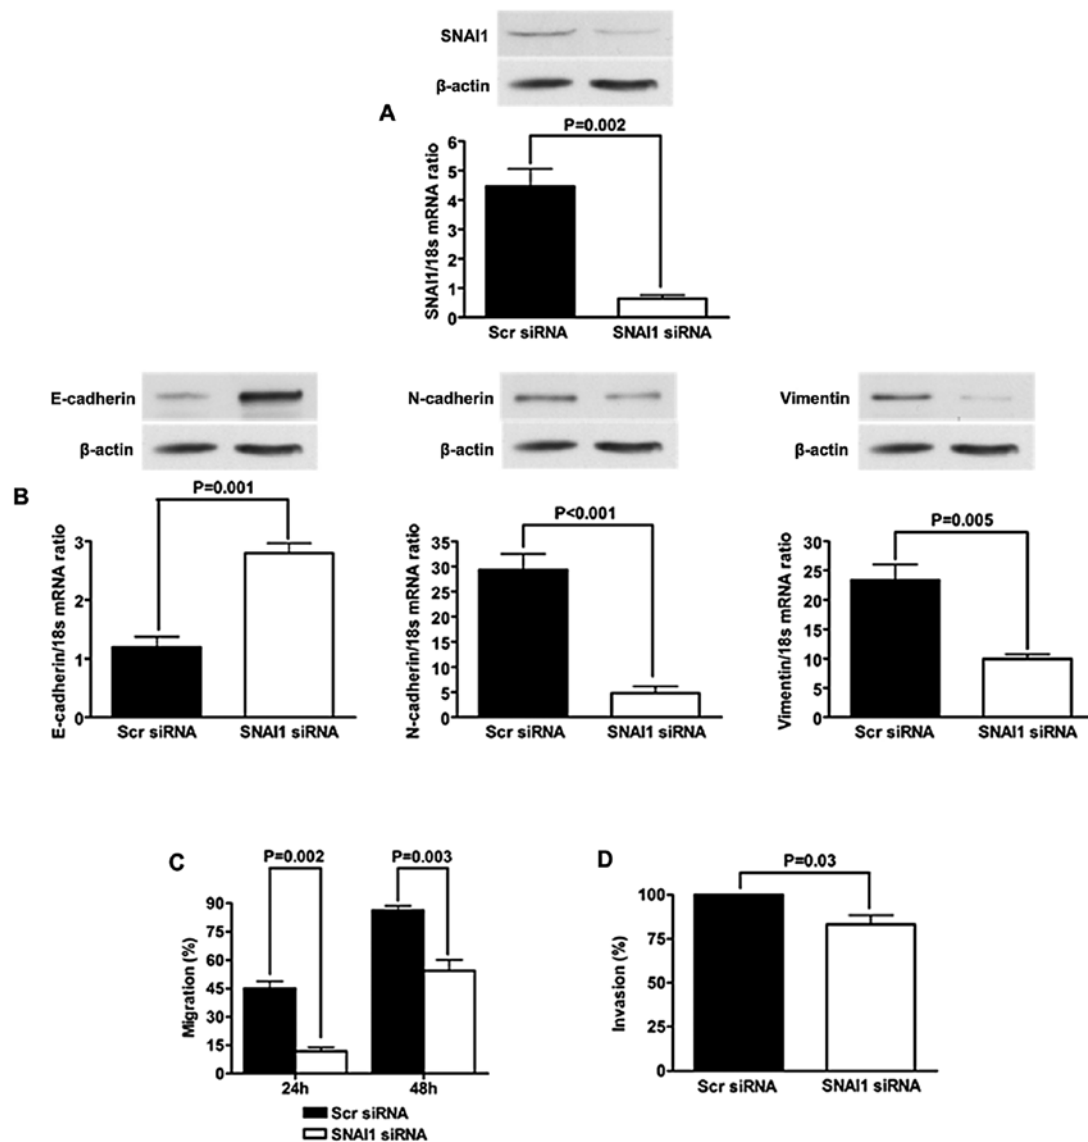 SNAI1
β-actin
A
P=0.002
SNAI1/18s mRNA ratio
6
5
4
3
2
1
0
Scr siRNA SNAI1 siRNA
E-cadherin
β-actin
N-cadherin
β-actin
Vimentin
β-actin
B
P=0.001
E-cadherin/18s mRNA ratio
3
2
1
0
Scr siRNA SNAI1 siRNA
P<0.001
N-cadherin/18s mRNA ratio
35
30
25
20
15
10
5
0
Scr siRNA SNAI1 siRNA
P=0.005
Vimentin/18s mRNA ratio
30
25
20
15
10
5
0
Scr siRNA SNAI1 siRNA
C
P=0.002 P=0.003
Migration (%)
90
75
60
45
30
15
0
24h 48h
Scr siRNA
SNAI1 siRNA
D
P=0.03
Invasion (%)
100
75
50
25
0
Scr siRNA SNAI1 siRNA